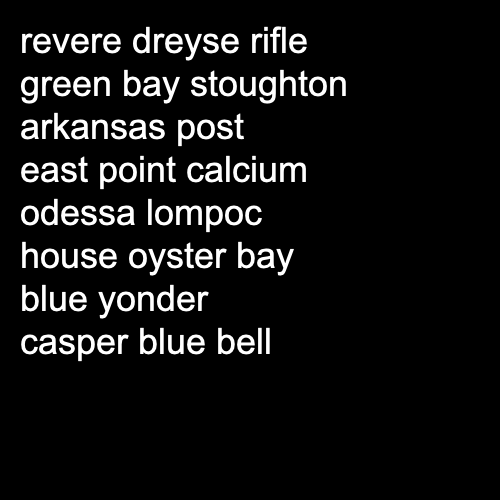 revere dreyse rifle
green bay stoughton
arkansas post
east point calcium
odessa lompoc
house oyster bay
blue yonder
casper blue bell